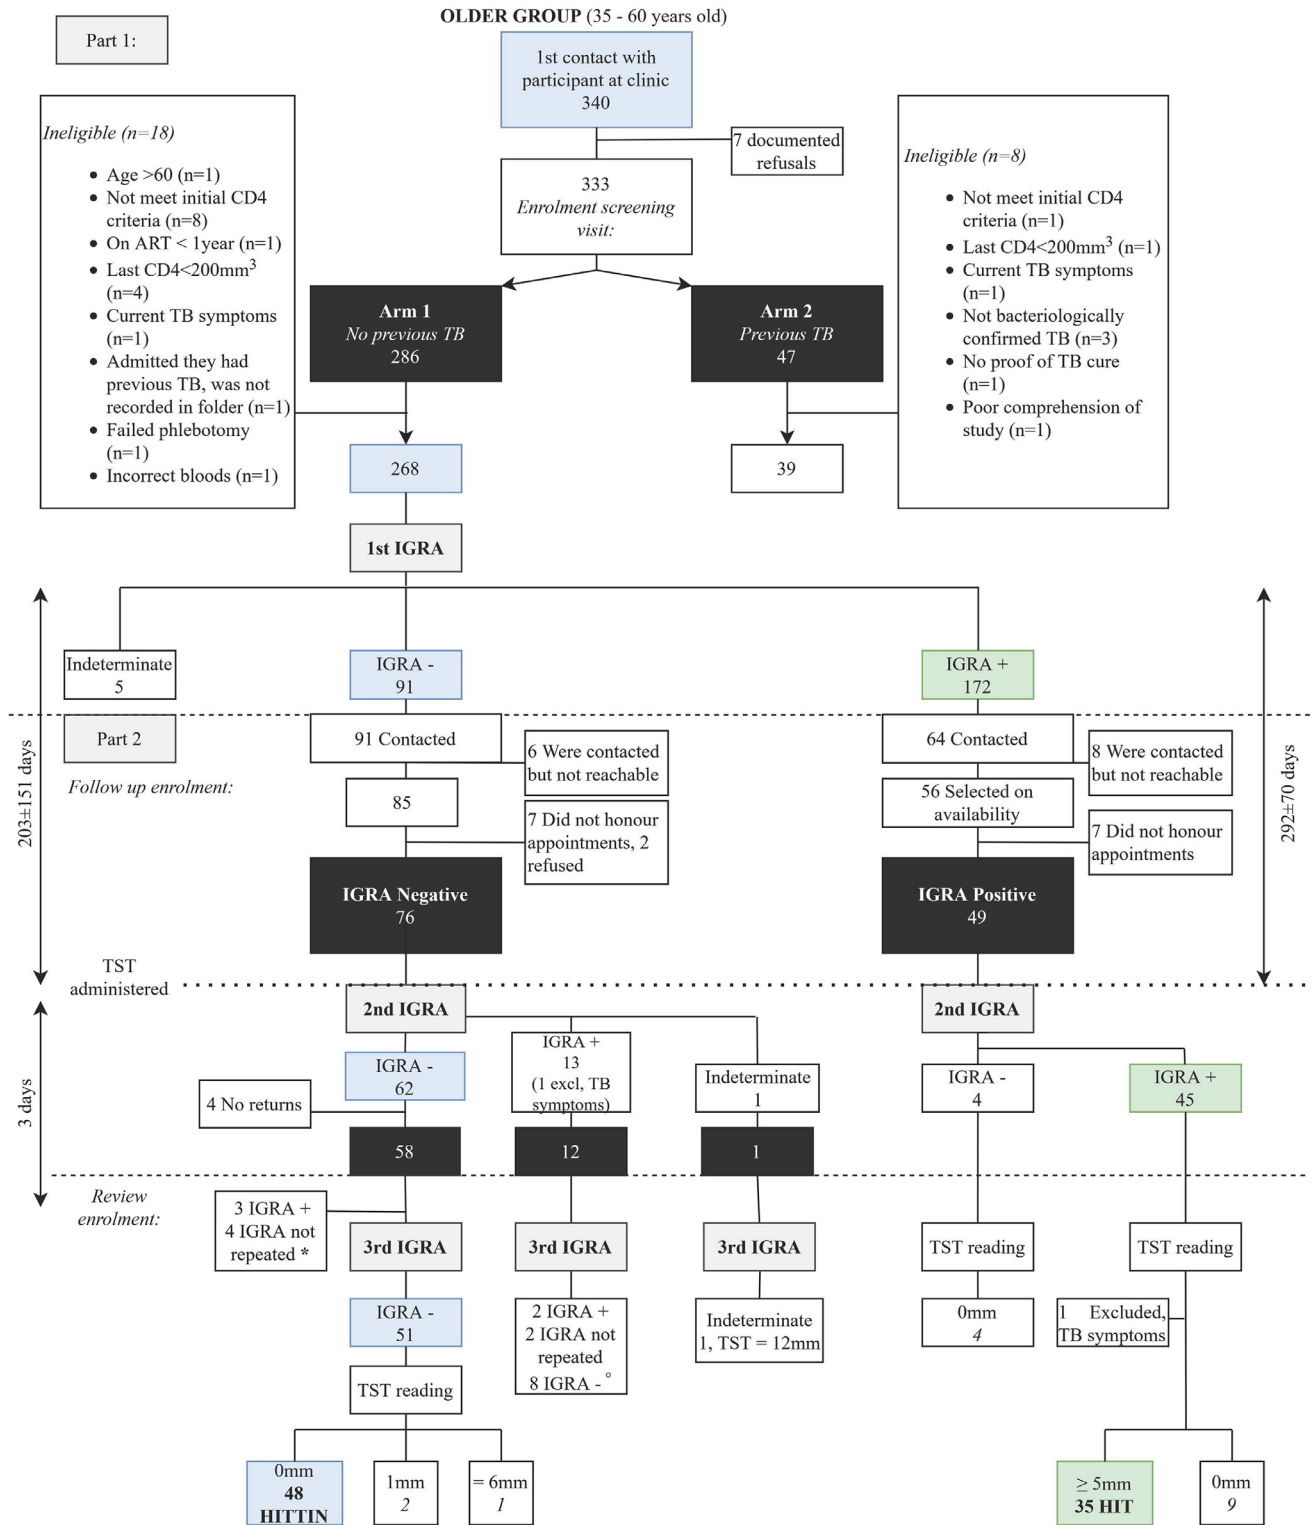 OLDER GROUP (35 - 60 years old)
Part 1:
1st contact with
participant at clinic
340
7 documented
refusals
333
Enrolment screening
visit:
Ineligible (n=18)
• Age >60 (n=1)
• Not meet initial CD4
criteria (n=8)
• On ART < 1year (n=1)
• Last CD4<200mm³
(n=4)
• Current TB symptoms
(n=1)
• Admitted they had
previous TB, was not
recorded in folder (n=1)
• Failed phlebotomy
(n=1)
• Incorrect bloods (n=1)
Ineligible (n=8)
• Not meet initial CD4
criteria (n=1)
• Last CD4<200mm³ (n=1)
• Current TB symptoms
(n=1)
• Not bacteriologically
confirmed TB (n=3)
• No proof of TB cure
(n=1)
• Poor comprehension of
study (n=1)
Arm 1
No previous TB
286
Arm 2
Previous TB
47
268
39
1st IGRA
Indeterminate
5
IGRA -
91
IGRA +
172
203±151 days
292±70 days
Part 2
Follow up enrolment:
91 Contacted
6 Were contacted
but not reachable
85
7 Did not honour
appointments, 2
refused
IGRA Negative
76
64 Contacted
8 Were contacted
but not reachable
56 Selected on
availability
7 Did not honour
appointments
IGRA Positive
49
TST
administered
3 days
2nd IGRA
2nd IGRA
IGRA -
62
IGRA +
13
(1 excl, TB
symptoms)
Indeterminate
1
IGRA -
4
IGRA +
45
4 No returns
58
12
1
Review
enrolment:
3 IGRA +
4 IGRA not
repeated *
3rd IGRA
3rd IGRA
3rd IGRA
TST reading
TST reading
IGRA -
51
2 IGRA +
2 IGRA not
repeated
8 IGRA - °
Indeterminate
1, TST = 12mm
0mm
4
1 Excluded,
TB symptoms
TST reading
0mm
48
HITTIN
1mm
2
= 6mm
1
≥ 5mm
35 HIT
0mm
9